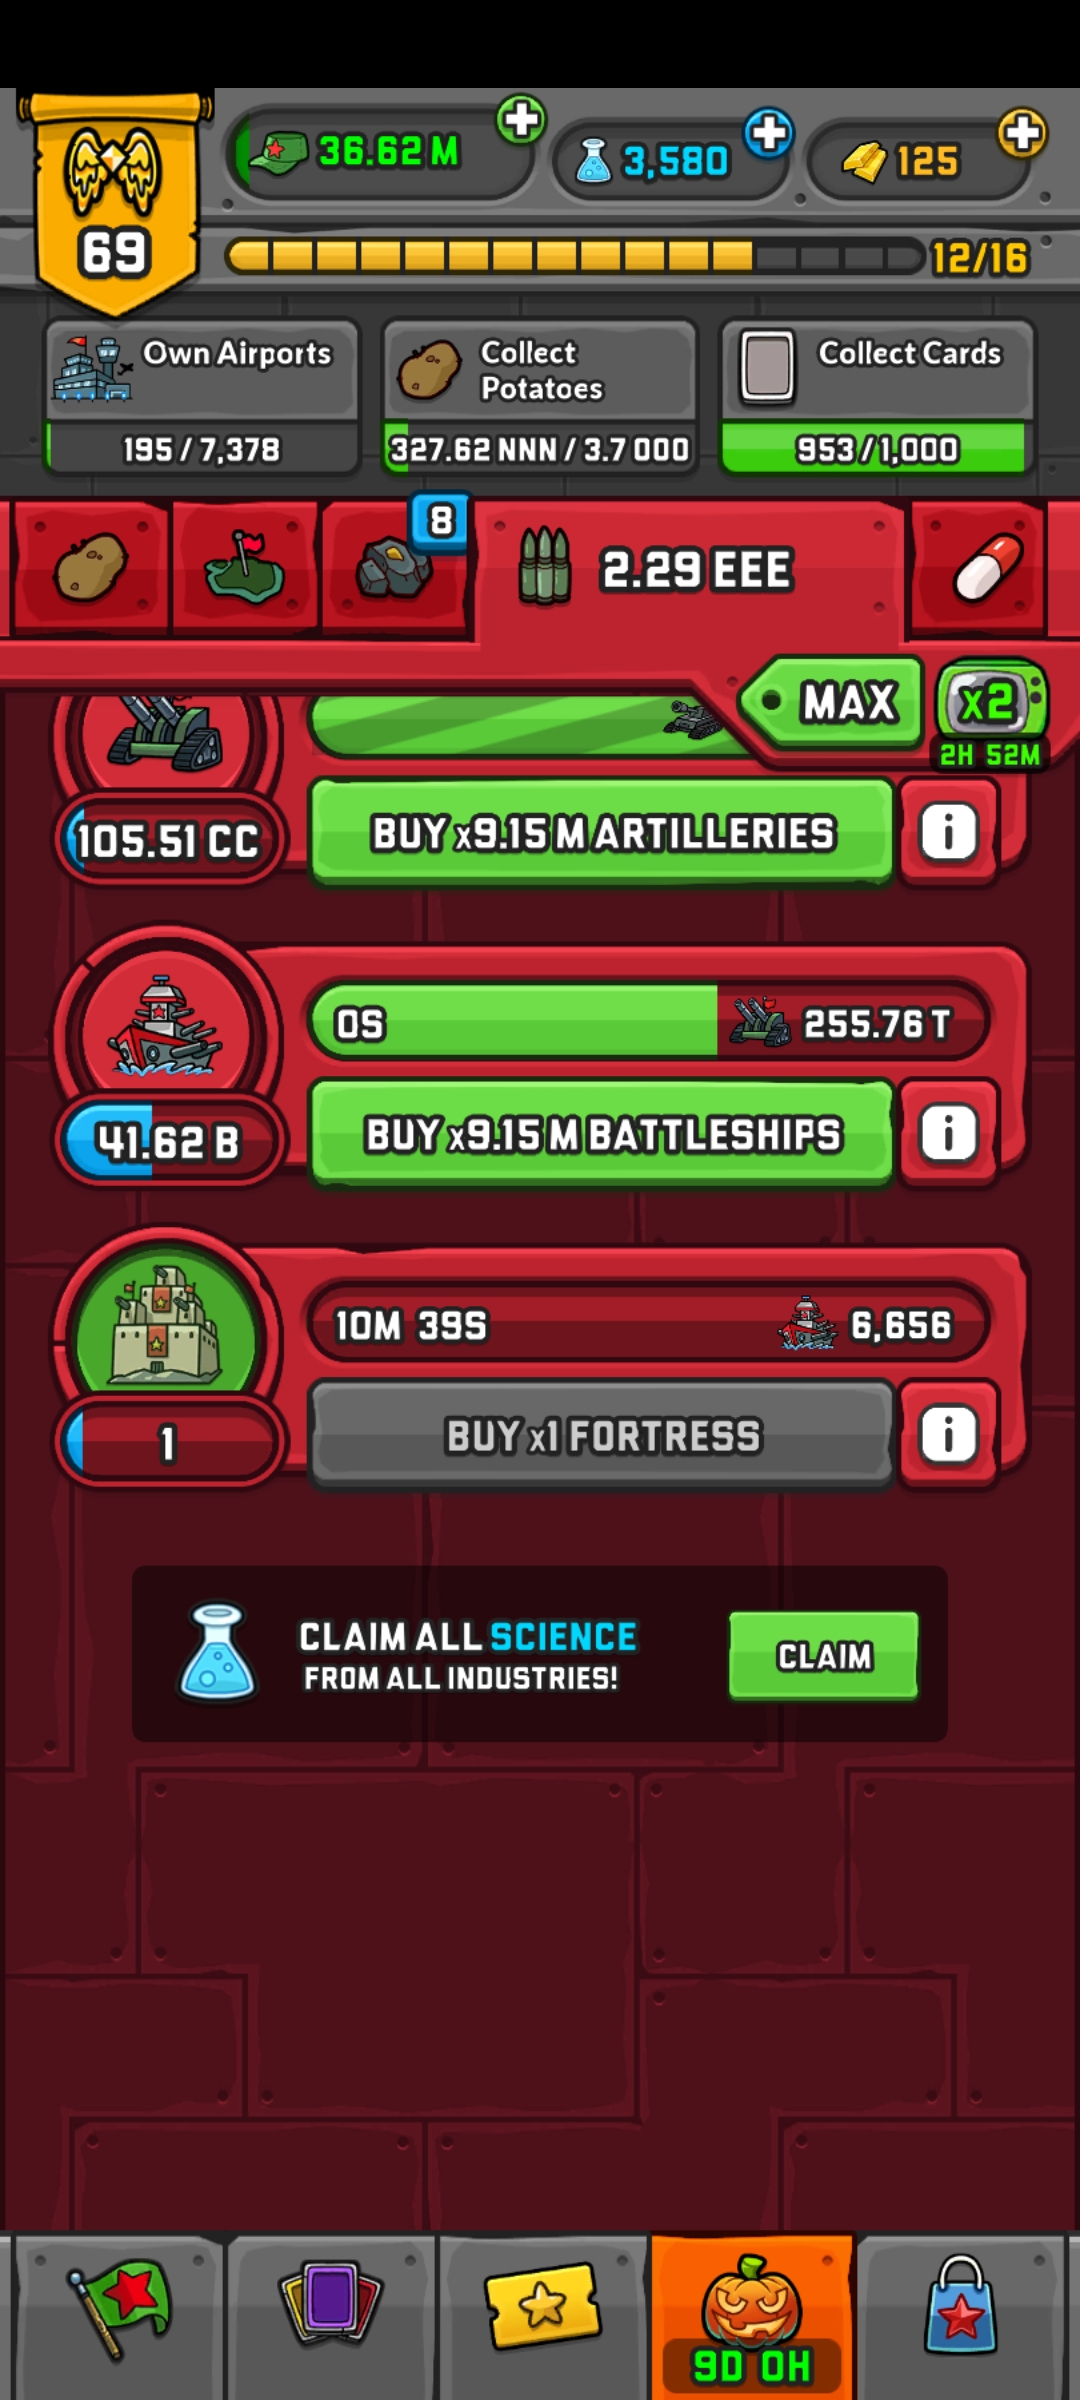 69
36.62 M
3,580
125
12/16
Own Airports
195 / 7,378
Collect
Potatoes
327.62 NNN / 3.7 OOO
Collect Cards
953 / 1,000
8
2.29 EEE
MAX
x2
2H 52M
105.51 CC
BUY x9.15 M ARTILLERIES
i
0S
255.76 T
41.62 B
BUY x9.15 M BATTLESHIPS
i
10M 39S
6,656
1
BUY x1 FORTRESS
i
CLAIM ALL SCIENCE
FROM ALL INDUSTRIES!
CLAIM
9D 0H